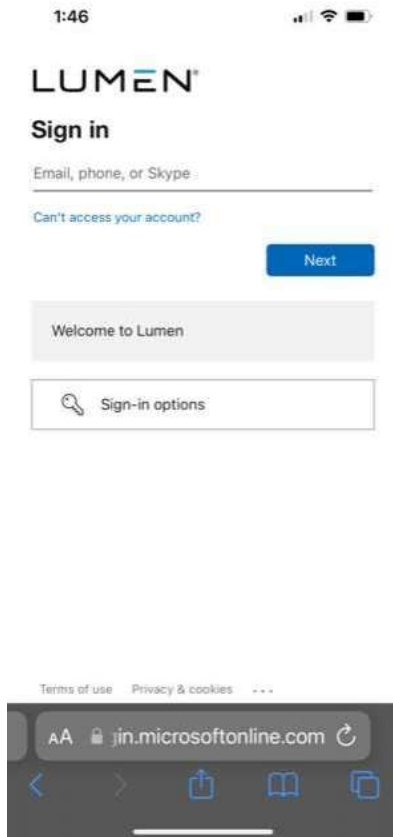 1:46
LUMEN®
Sign in
Email, phone, or Skype
Can't access your account?
Next
Welcome to Lumen
Sign-in options
Terms of use Privacy & cookies ...
AA gin.microsoftonline.com